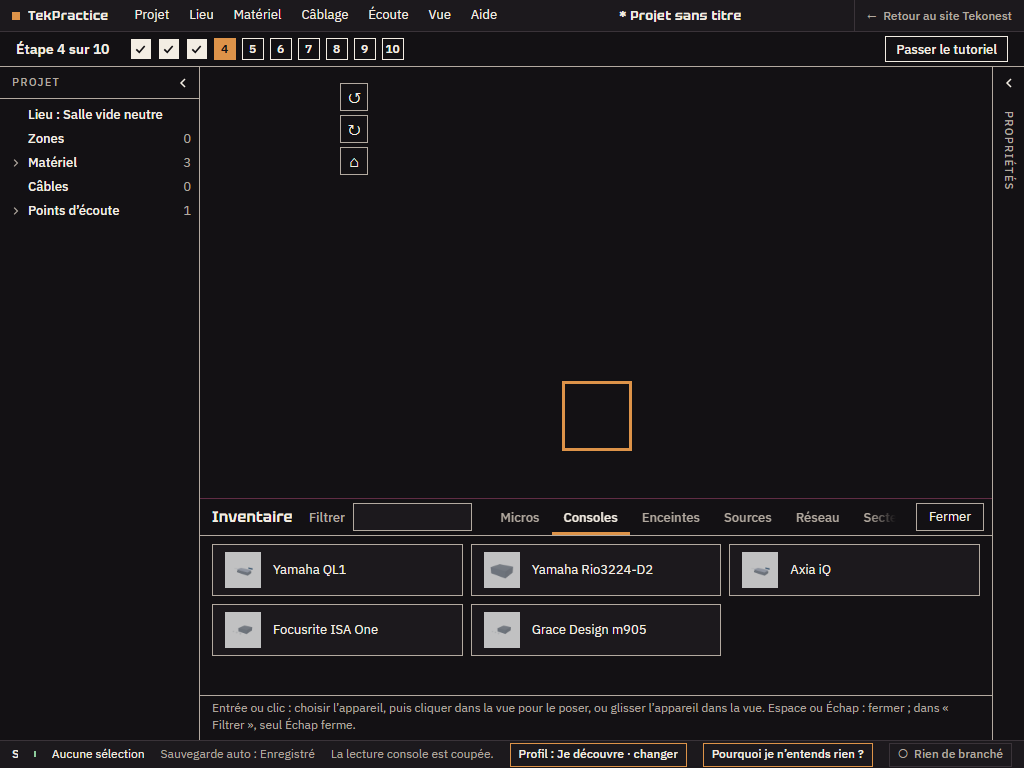 TekPractice Projet Lieu Matériel Câblage Écoute Vue Aide * Projet sans titre ← Retour au site Tekonest
Étape 4 sur 10 4 5 6 7 8 9 10 Passer le tutoriel
PROJET
Lieu : Salle vide neutre
Zones 0
Matériel 3
Câbles 0
Points d'écoute 1
PROPRIÉTÉS
Inventaire Filtrer Micros Consoles Enceintes Sources Réseau Fermer
Yamaha QL1 Yamaha Rio3224-D2 Axia iQ
Focusrite ISA One Grace Design m905
Entrée ou clic : choisir l'appareil, puis cliquer dans la vue pour le poser, ou glisser l'appareil dans la vue. Espace ou Échap : fermer ; dans «
Filtrer », seul Échap ferme.
S Aucune sélection Sauvegarde auto : Enregistré La lecture console est coupée. Profil : Je découvre · changer Pourquoi je n'entends rien ? Rien de branché